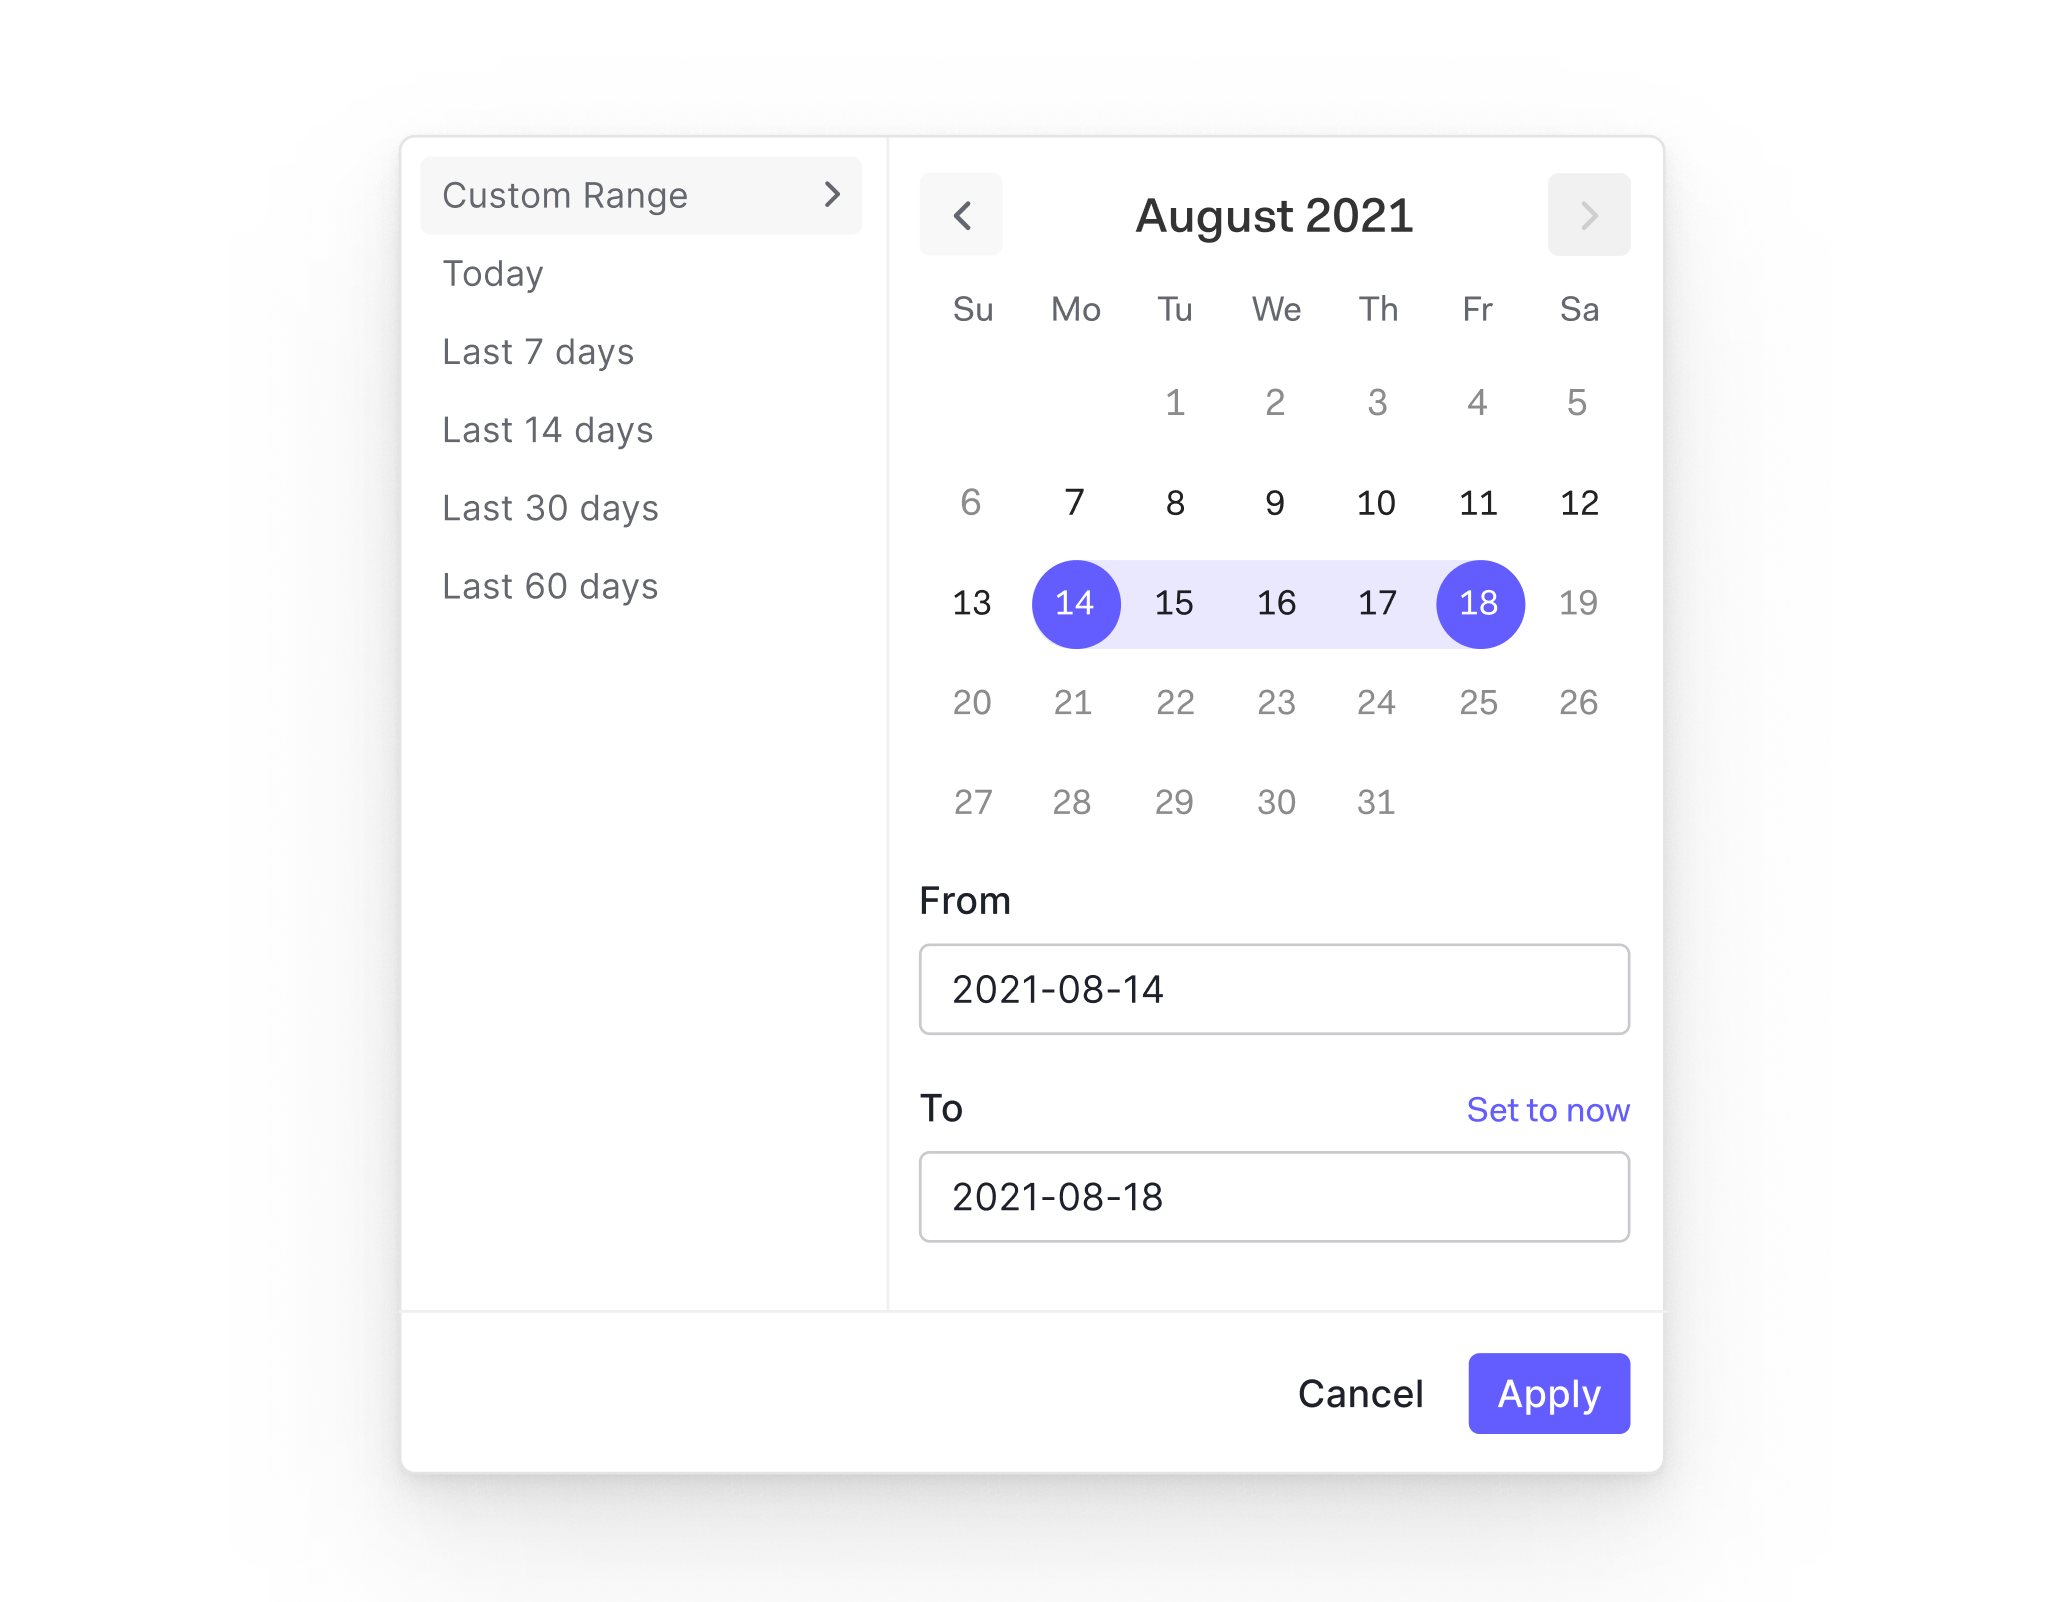 Custom Range
Today
Last 7 days
Last 14 days
Last 30 days
Last 60 days
August 2021
Su Mo Tu We Th Fr Sa
1 2 3 4 5
6 7 8 9 10 11 12
13 14 15 16 17 18 19
20 21 22 23 24 25 26
27 28 29 30 31
From
2021-08-14
To Set to now
2021-08-18
Cancel Apply